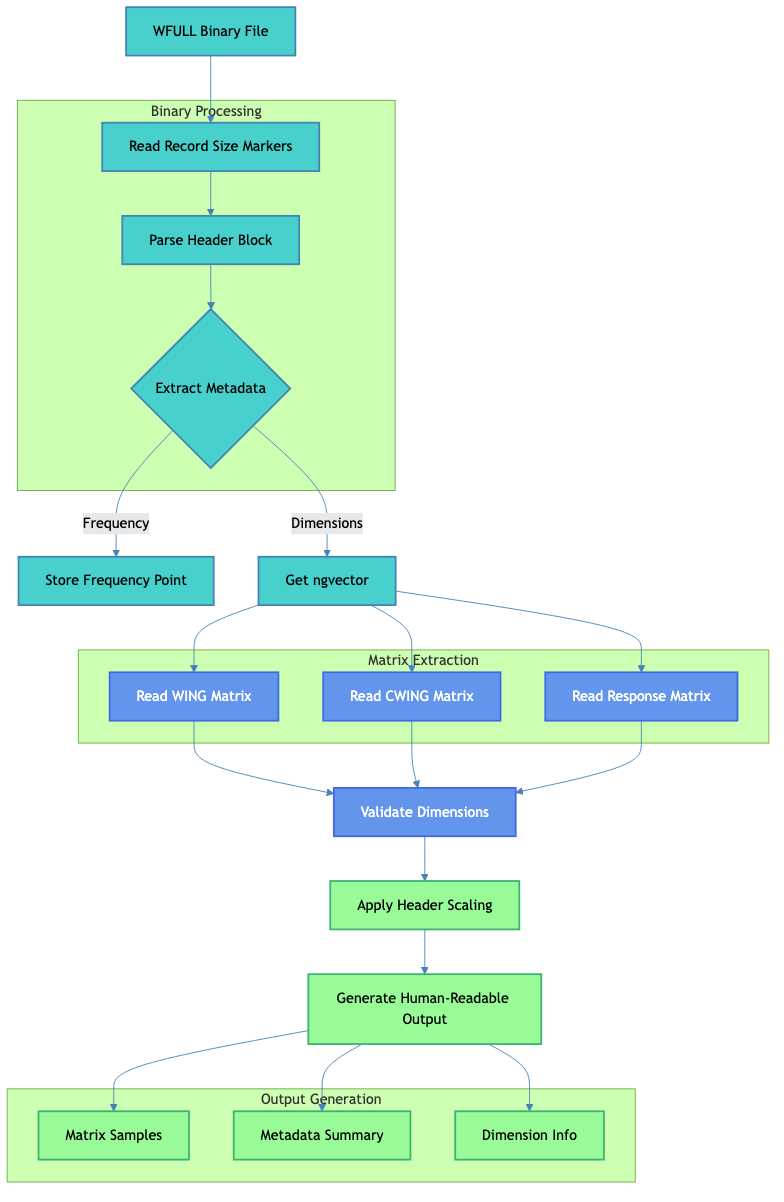 WFULL Binary File
Binary Processing
Read Record Size Markers
Parse Header Block
Extract Metadata
Frequency
Dimensions
Store Frequency Point
Get ngvector
Matrix Extraction
Read WING Matrix
Read CWING Matrix
Read Response Matrix
Validate Dimensions
Apply Header Scaling
Generate Human-Readable
Output
Output Generation
Matrix Samples
Metadata Summary
Dimension Info